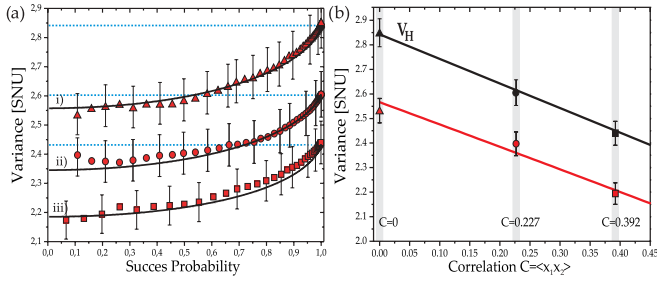 (a)
Variance [SNU]
2,9
2,8
2,7
2,6
2,5
2,4
2,3
2,2
2,1
i)
ii)
iii)
0,0 0,1 0,2 0,3 0,4 0,5 0,6 0,7 0,8 0,9 1,0
Succes Probability
(b)
Variance [SNU]
2.9
2.8
2.7
2.6
2.5
2.4
2.3
2.2
2.1
2.0
V_H
C=0 C=0.227 C=0.392
0.00 0.05 0.10 0.15 0.20 0.25 0.30 0.35 0.40 0.45
Correlation C=<x₁x₂>